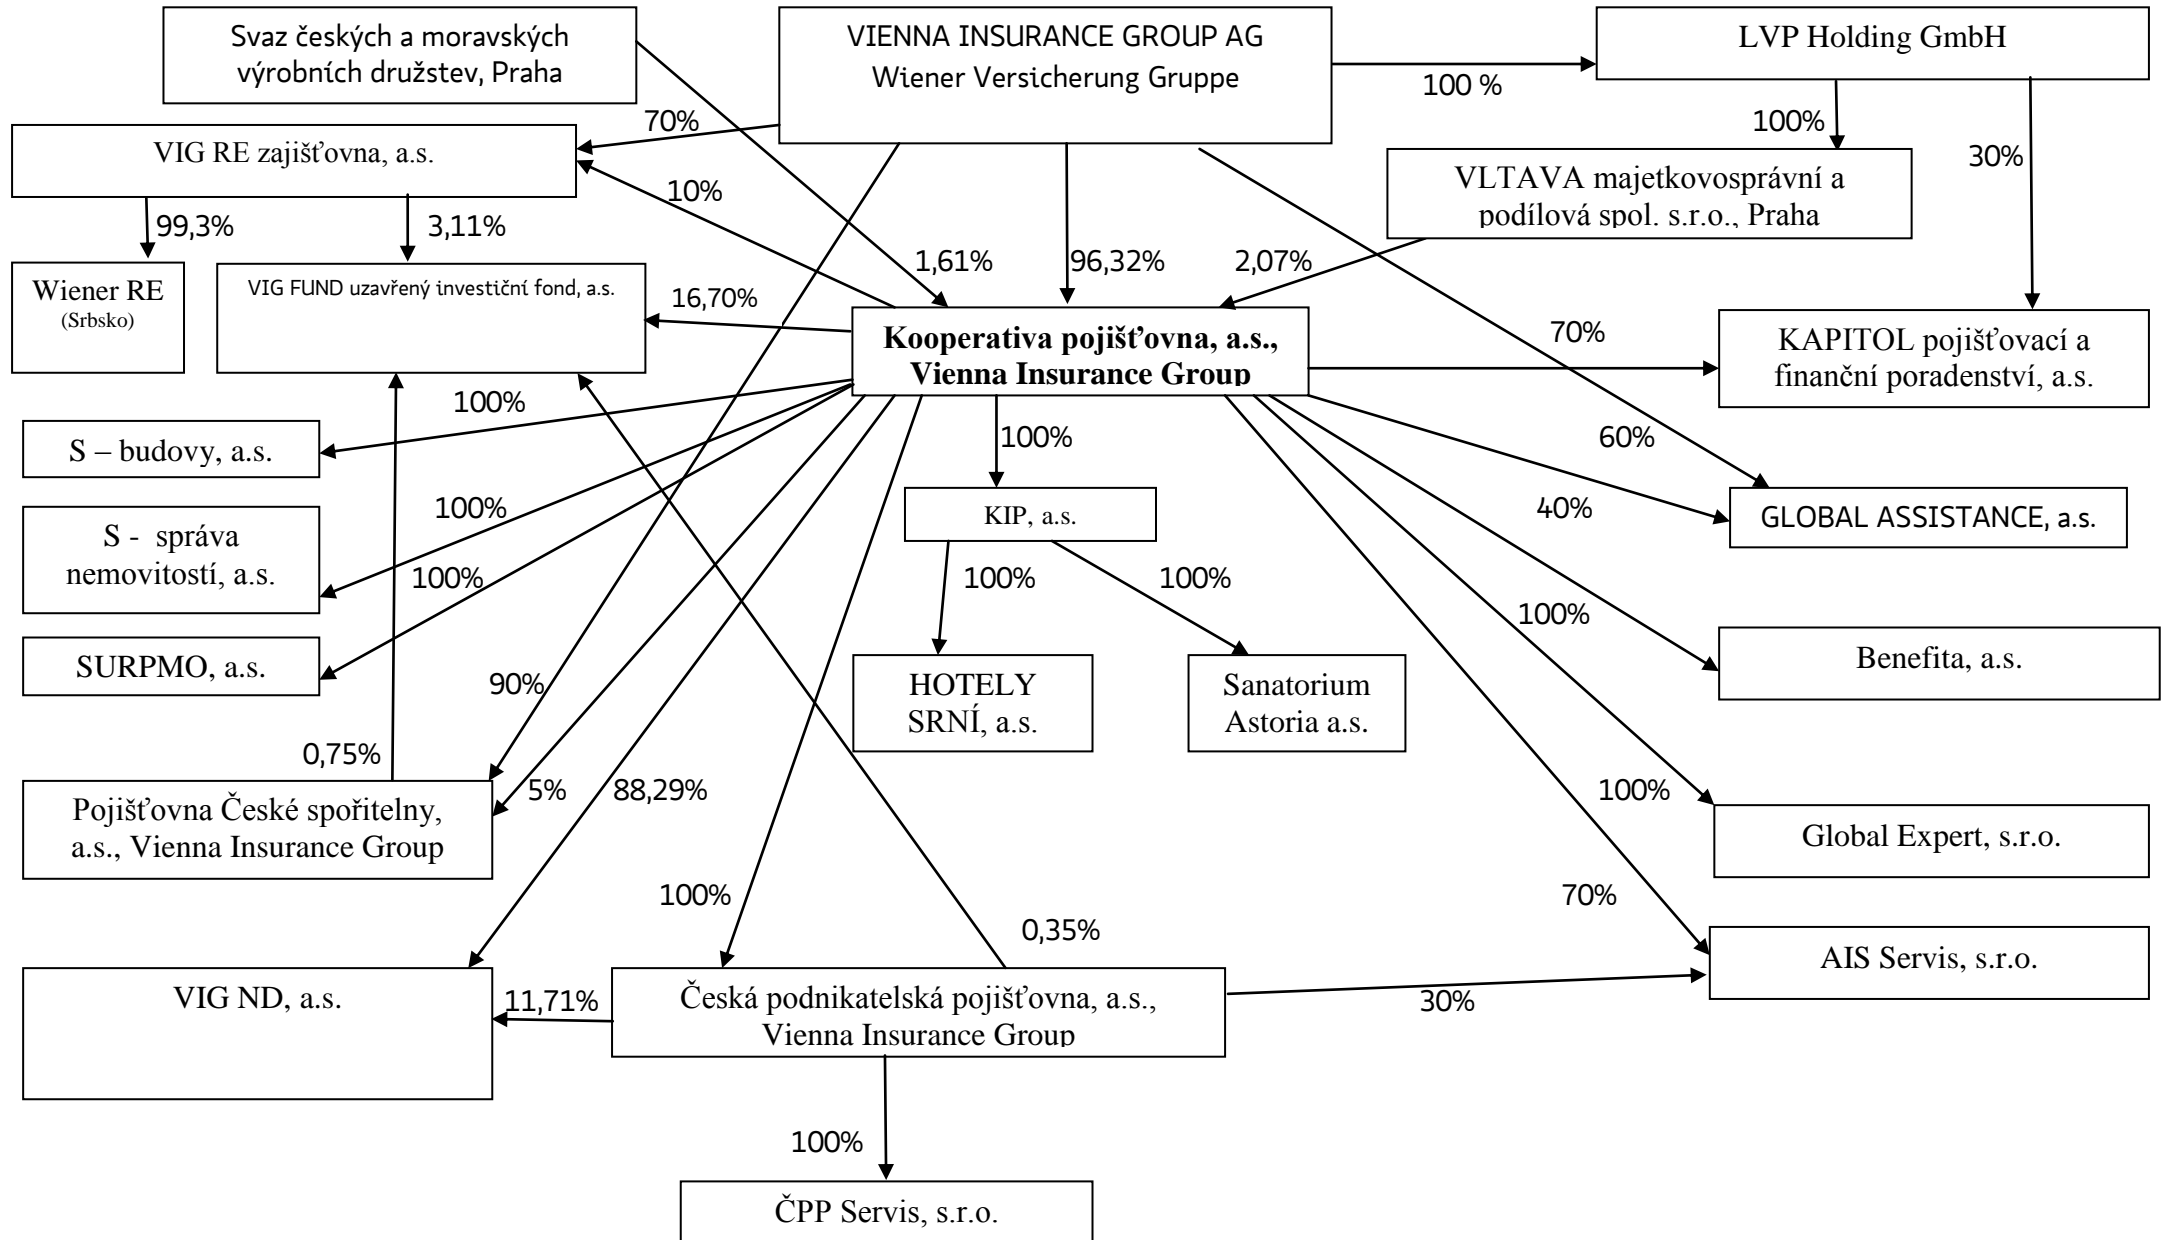 Svaz českých a moravských
výrobních družstev, Praha
VIENNA INSURANCE GROUP AG
Wiener Versicherung Gruppe
LVP Holding GmbH
100 %
70%
100%
VIG RE zajišťovna, a.s.
30%
VLTAVA majetkovosprávní a
podílová spol. s.r.o., Praha
10%
99,3%
3,11%
1,61%
96,32%
2,07%
Wiener RE
(Srbsko)
VIG FUND uzavřený investiční fond, a.s.
16,70%
Kooperativa pojišťovna, a.s.,
Vienna Insurance Group
70%
KAPITOL pojišťovací a
finanční poradenství, a.s.
100%
S – budovy, a.s.
100%
60%
100%
KIP, a.s.
40%
GLOBAL ASSISTANCE, a.s.
S - správa
nemovitostí, a.s.
100%
100%
100%
100%
SURPMO, a.s.
90%
HOTELY
SRNÍ, a.s.
Sanatorium
Astoria a.s.
Benefita, a.s.
0,75%
5%
88,29%
100%
Pojišťovna České spořitelny,
a.s., Vienna Insurance Group
Global Expert, s.r.o.
100%
70%
0,35%
AIS Servis, s.r.o.
VIG ND, a.s.
11,71%
Česká podnikatelská pojišťovna, a.s.,
Vienna Insurance Group
30%
100%
ČPP Servis, s.r.o.